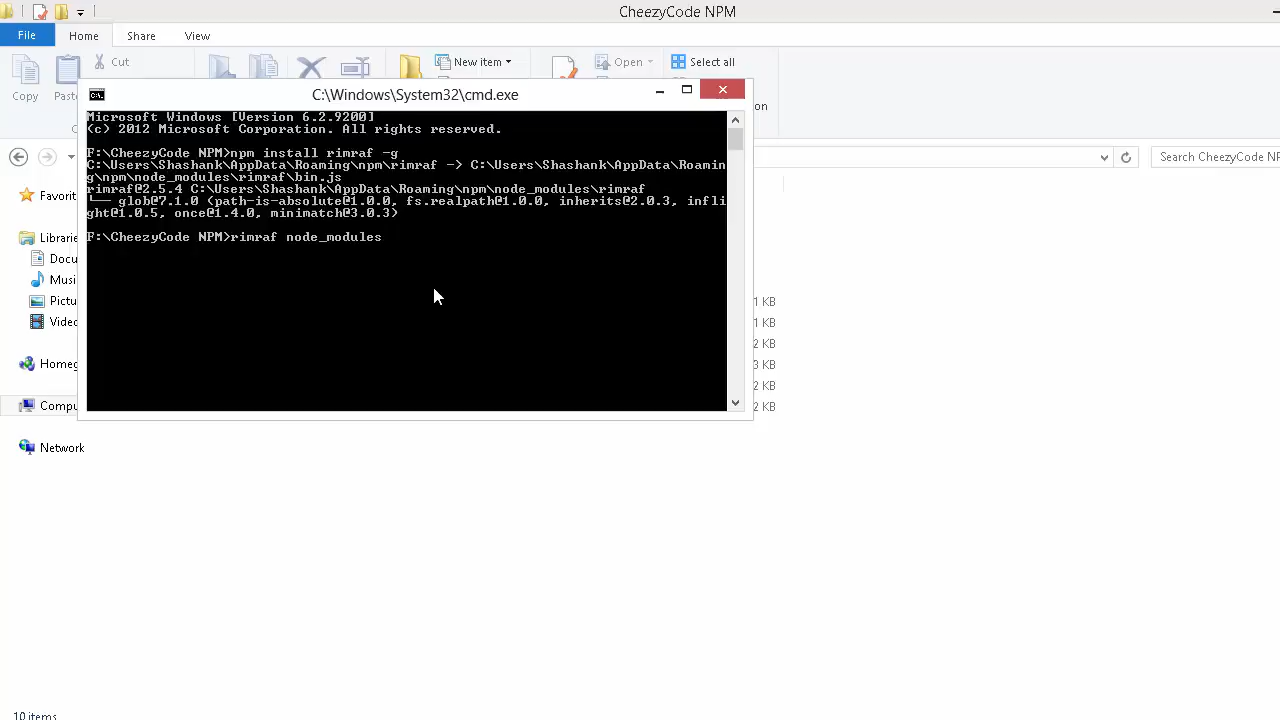 CheezyCode NPM
File
Home
Share
View
Copy
Cut
New item
Open
Select all
C:\Windows\System32\cmd.exe
Microsoft Windows [Version 6.2.9200]
(c) 2012 Microsoft Corporation. All rights reserved.
F:\CheezyCode NPM>npm install rimraf -g
C:\Users\Shashank\AppData\Roaming\npm\rimraf -> C:\Users\Shashank\AppData\Roamin
g\npm\node_modules\rimraf\bin.js
rimraf@2.5.4 C:\Users\Shashank\AppData\Roaming\npm\node_modules\rimraf
└── glob@7.1.0 (path-is-absolute@1.0.0, fs.realpath@1.0.0, inherits@2.0.3, infli
ght@1.0.5, once@1.4.0, minimatch@3.0.3)
F:\CheezyCode NPM>rimraf node_modules
Search CheezyCode NP
Favorit
Librarie
Docu
Musi
Pictu
Video
Homeg
Compu
Network
1 KB
1 KB
2 KB
3 KB
2 KB
2 KB
10 items